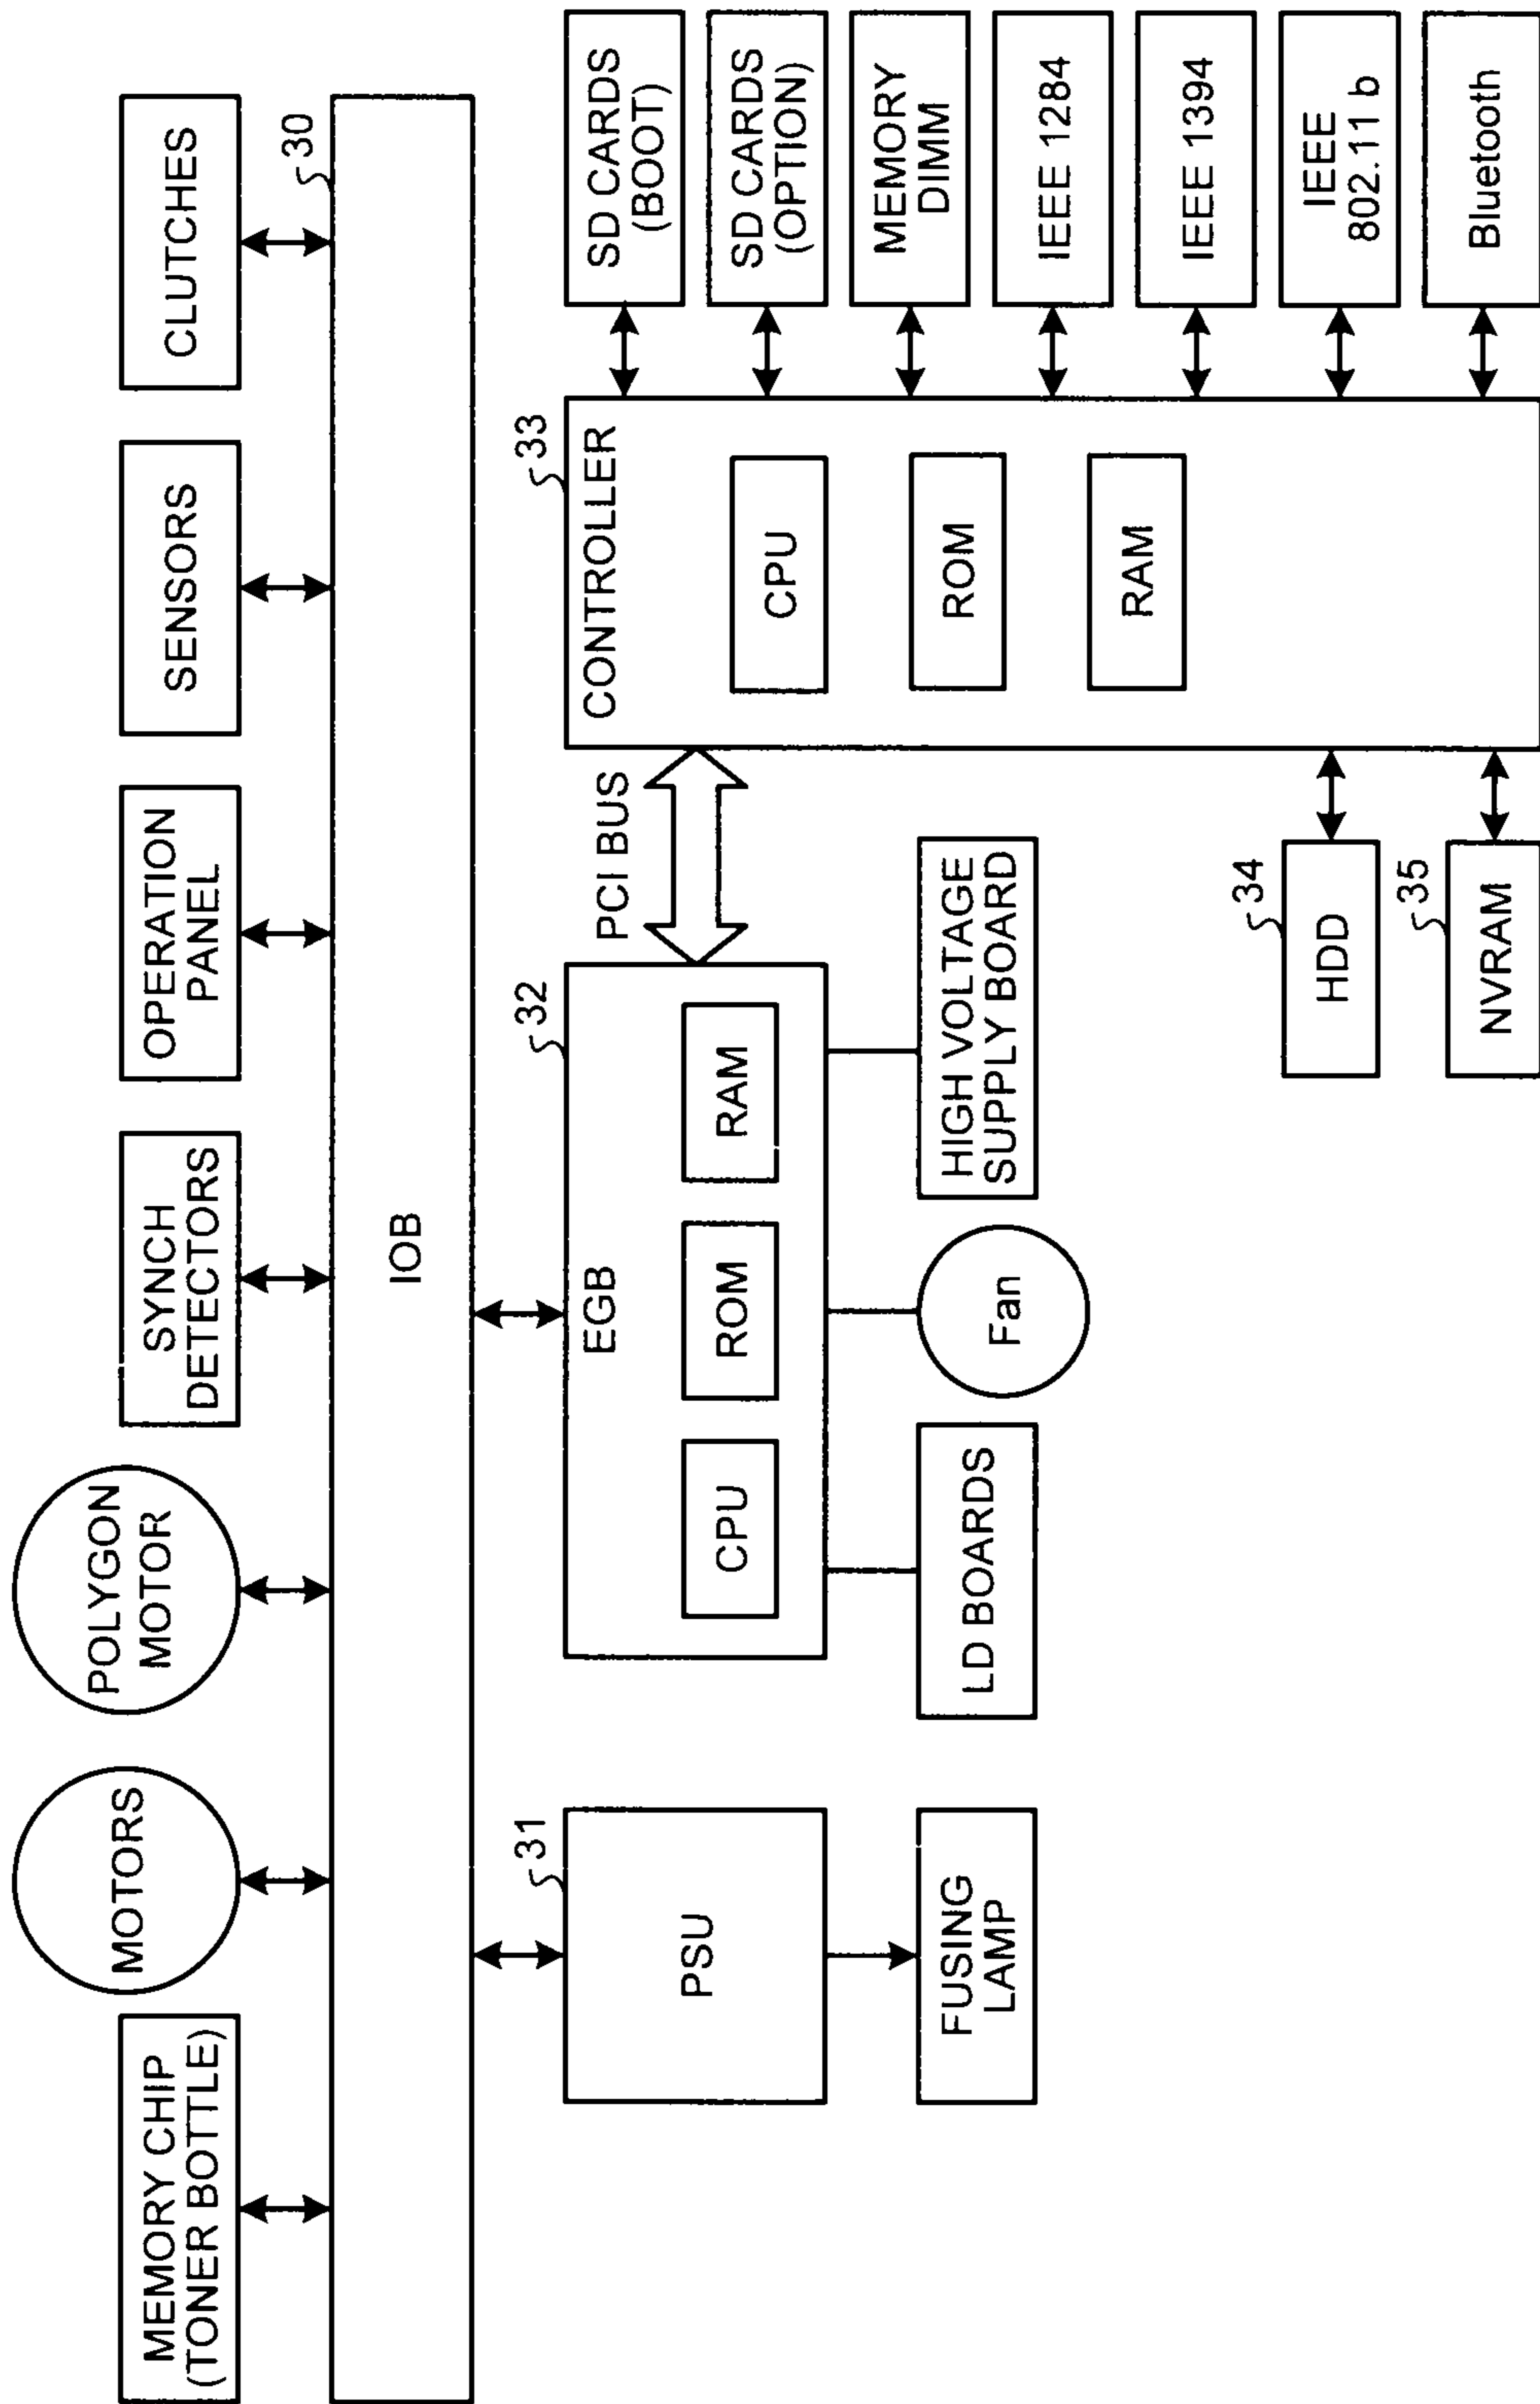 MEMORY CHIP
(TONER BOTTLE)
MOTORS
POLYGON
MOTOR
SYNCH
DETECTORS
OPERATION
PANEL
SENSORS
CLUTCHES
30
IOB
31
PSU
FUSING
LAMP
32
EGB
CPU
ROM
RAM
LD BOARDS
Fan
HIGH VOLTAGE
SUPPLY BOARD
PCI BUS
33
CONTROLLER
CPU
ROM
RAM
34
HDD
35
NVRAM
SD CARDS
(BOOT)
SD CARDS
(OPTION)
MEMORY
DIMM
IEEE 1284
IEEE 1394
IEEE
802.11 b
Bluetooth